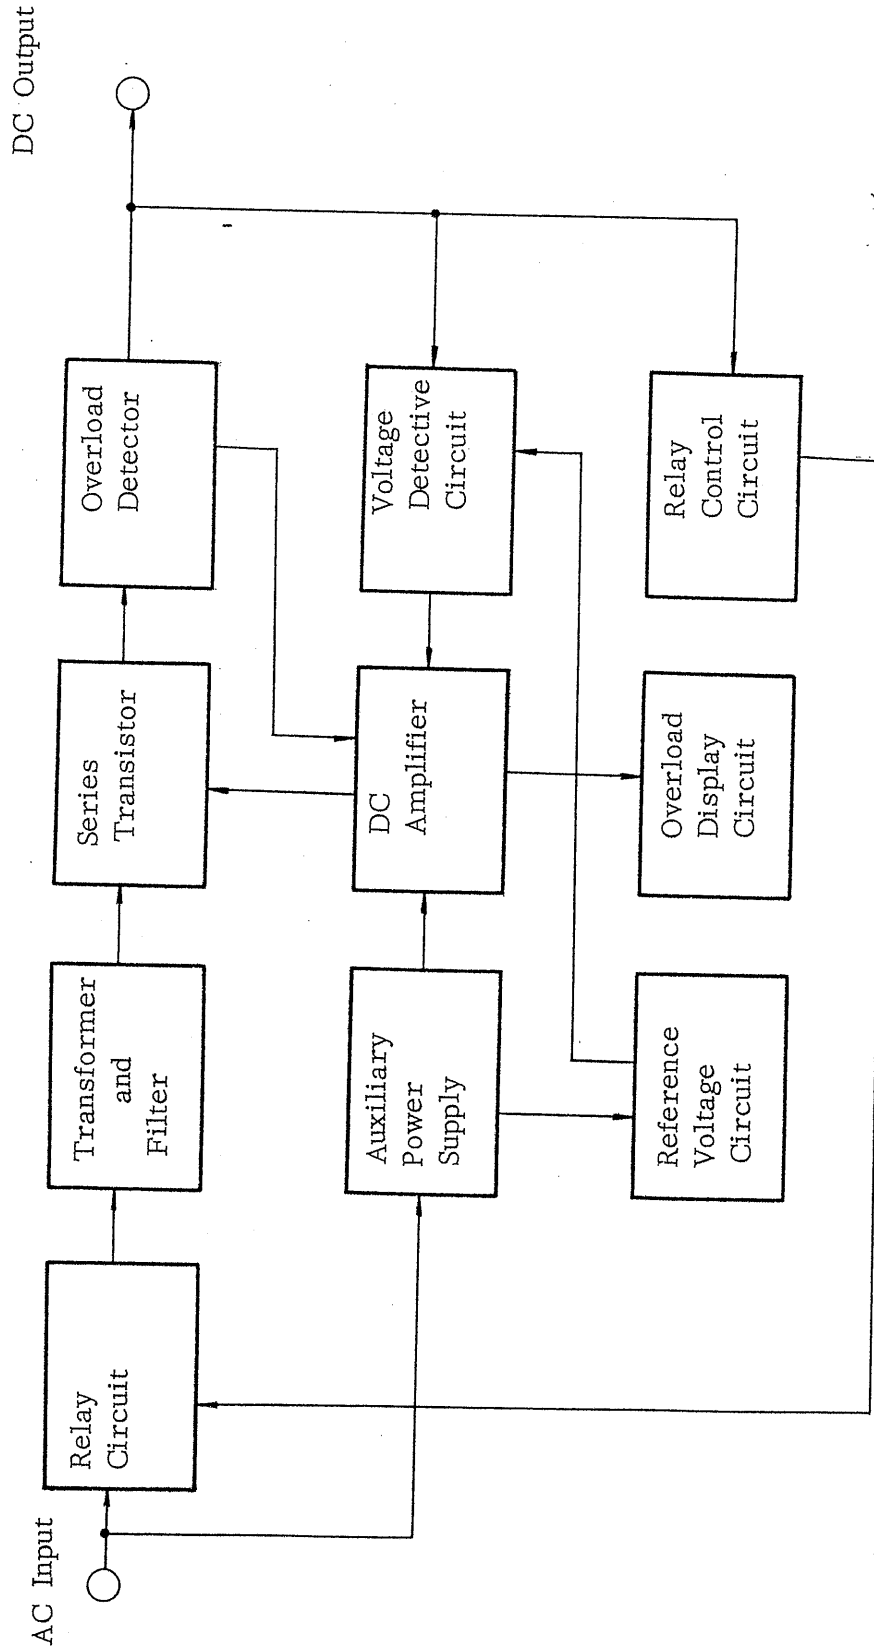 AC Input
DC Output
Relay
Circuit
Transformer
and
Filter
Series
Transistor
Overload
Detector
Auxiliary
Power
Supply
DC
Amplifier
Voltage
Detective
Circuit
Reference
Voltage
Circuit
Overload
Display
Circuit
Relay
Control
Circuit